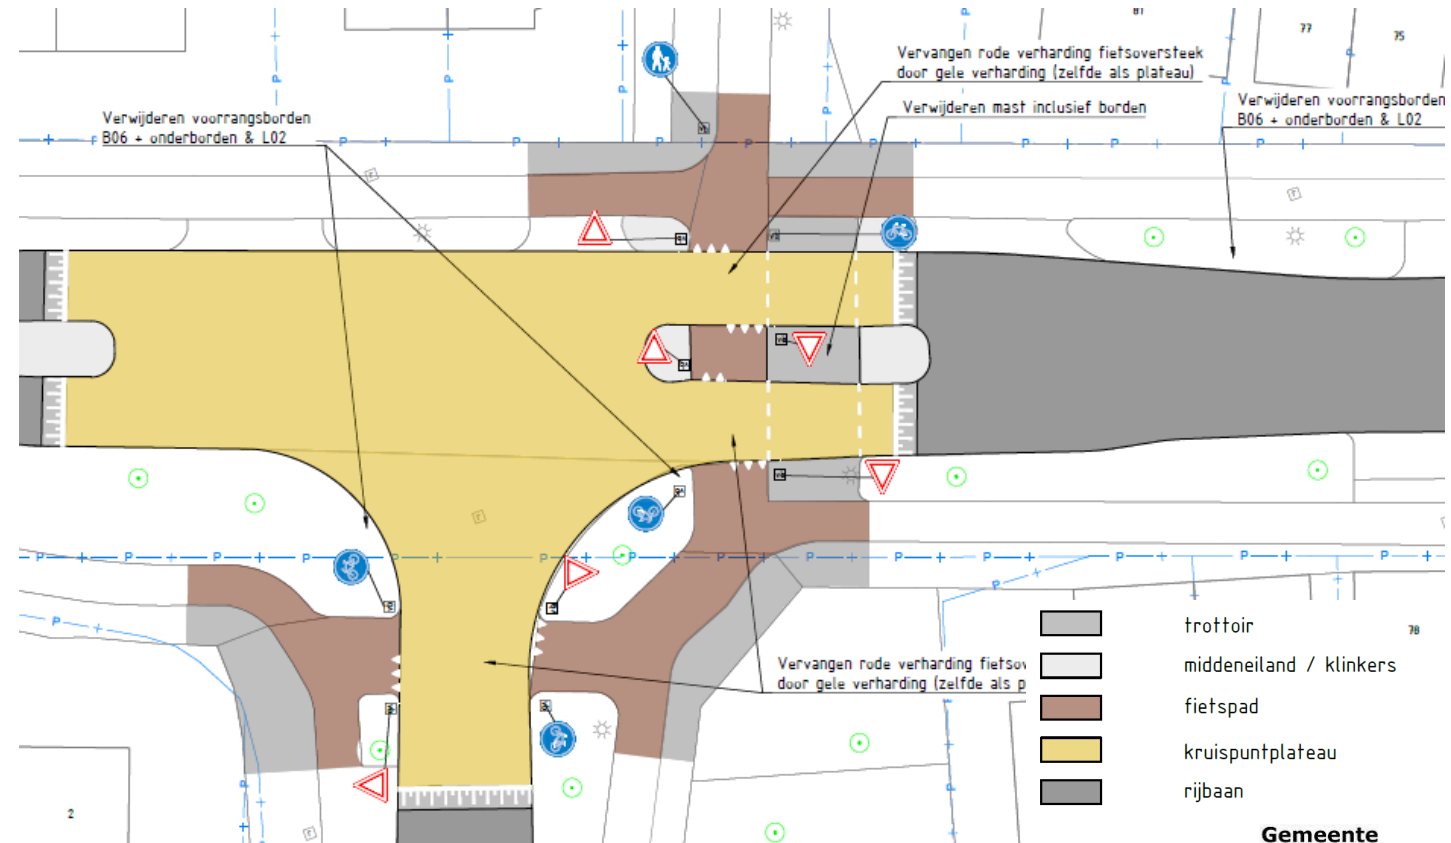 81
77
75
Vervangen rode verharding fietsoversteek
door gele verharding (zelfde als plateau)
Verwijderen mast inclusief borden
Verwijderen voorrangsborden
B06 + onderborden & L02
Verwijderen voorrangsborden
B06 + onderborden & L02
Vervangen rode verharding fietsov
door gele verharding (zelfde als p
trottoir
middeneiland / klinkers
fietspad
kruispuntplateau
rijbaan
78
2
Gemeente